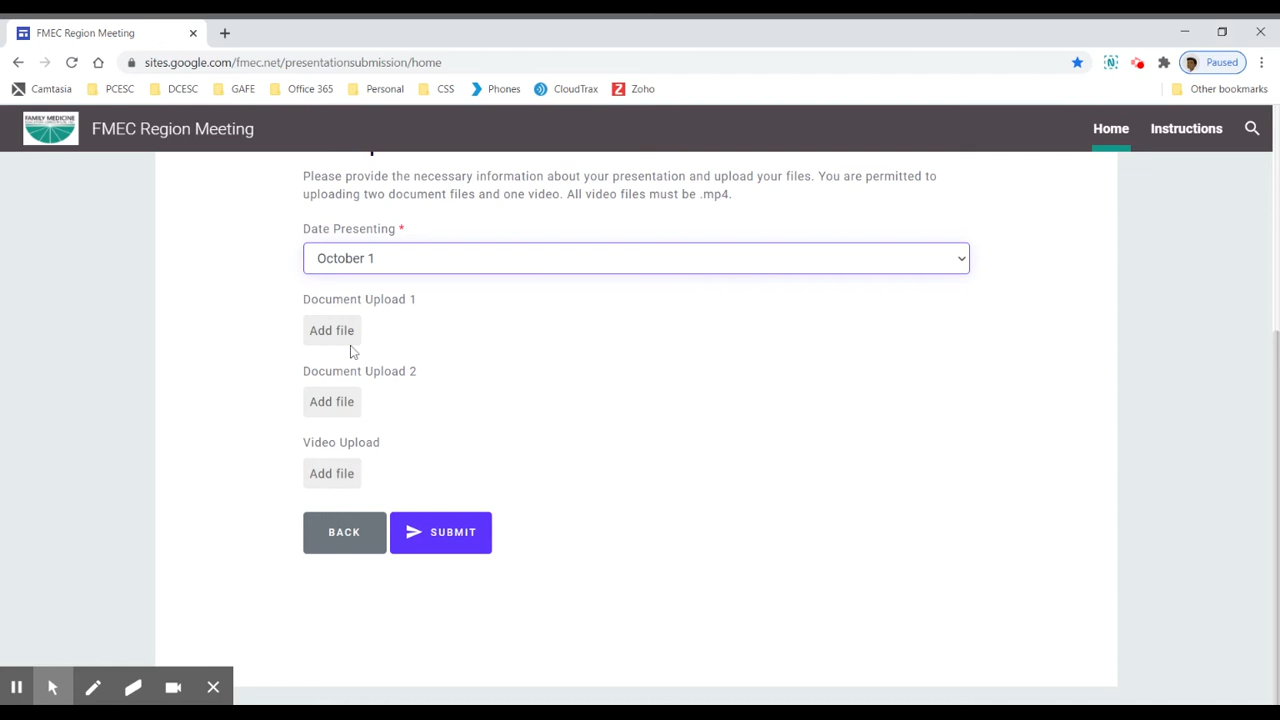 FMEC Region Meeting
sites.google.com/fmec.net/presentationsubmission/home
Paused
Camtasia PCESC DCESC GAFE Office 365 Personal CSS Phones CloudTrax Zoho Other bookmarks
FAMILY MEDICINE
FMEC Region Meeting
Home Instructions
Please provide the necessary information about your presentation and upload your files. You are permitted to
uploading two document files and one video. All video files must be .mp4.
Date Presenting *
October 1
Document Upload 1
Add file
Document Upload 2
Add file
Video Upload
Add file
BACK SUBMIT